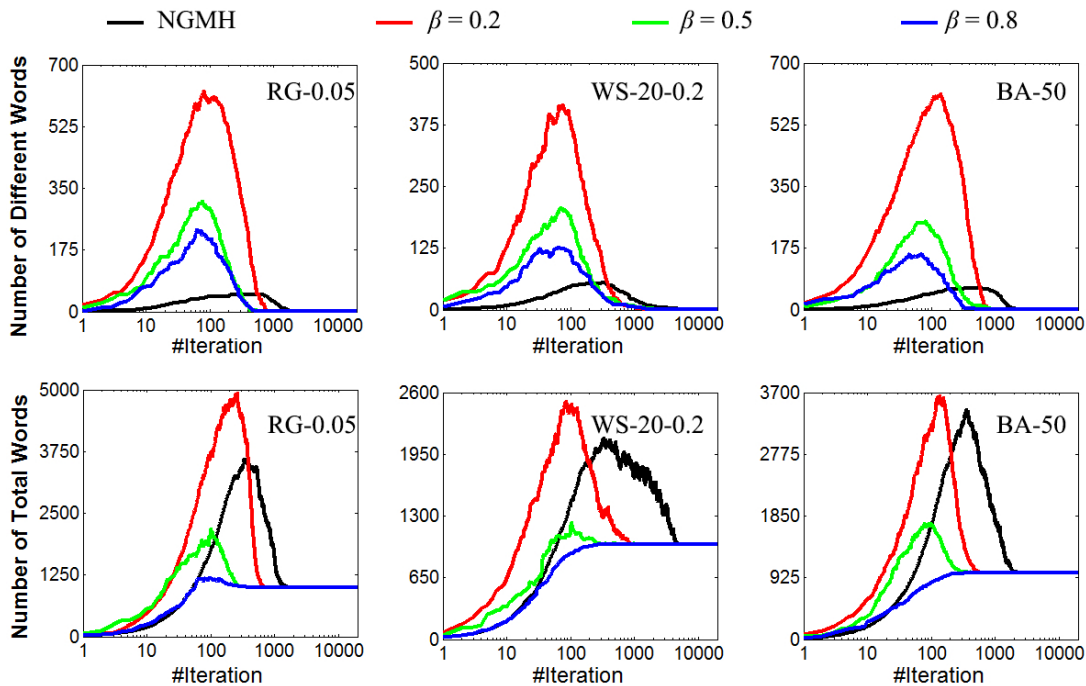 NGMH β = 0.2 β = 0.5 β = 0.8
Number of Different Words
700
525
350
175
0
RG-0.05
1 10 100 1000 10000
#Iteration
500
375
250
125
0
WS-20-0.2
1 10 100 1000 10000
#Iteration
700
525
350
175
0
BA-50
1 10 100 1000 10000
#Iteration
Number of Total Words
5000
3750
2500
1250
0
RG-0.05
1 10 100 1000 10000
#Iteration
2600
1950
1300
650
0
WS-20-0.2
1 10 100 1000 10000
#Iteration
3700
2775
1850
925
0
BA-50
1 10 100 1000 10000
#Iteration